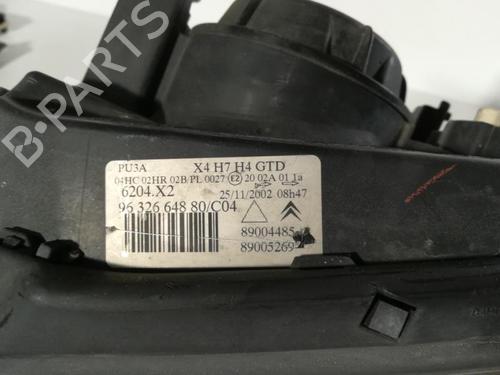 PU3A X4 H7 H4 GTD
04HC 02HR 02B PL 0027 E2 20 02A 01 1a
6204.X2 25/11/2002 08h47
96 326 648 80/C04
89004485
89005269
B PARTS